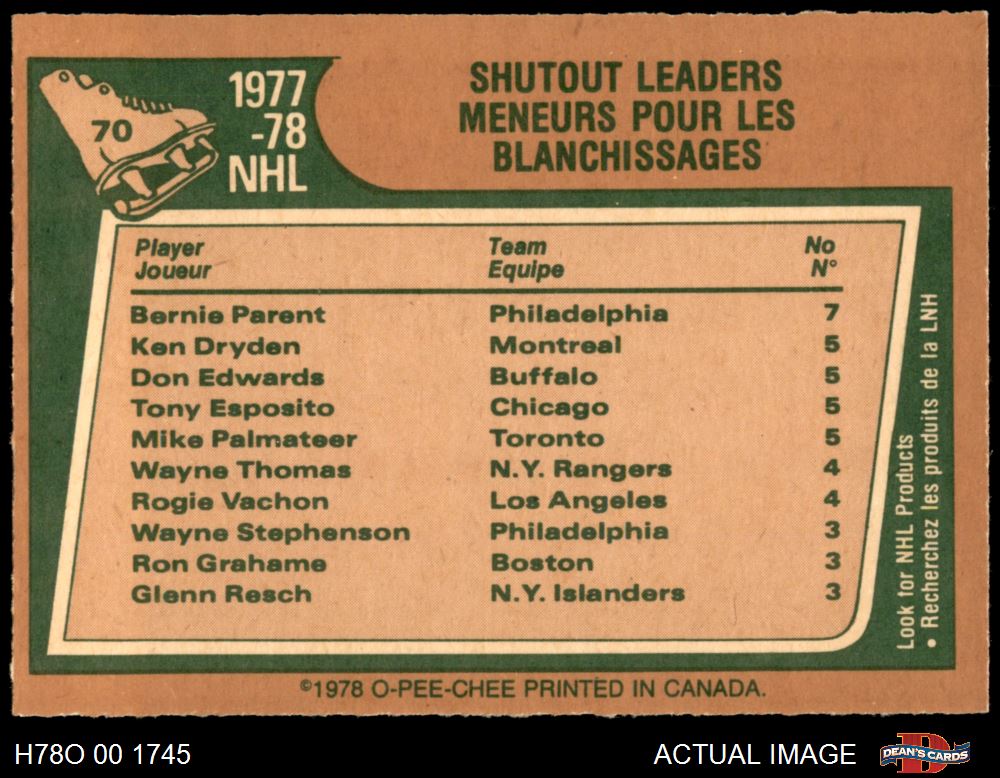 70
1977
-78
NHL
SHUTOUT LEADERS
MENEURS POUR LES
BLANCHISSAGES
Player Team No
Joueur Equipe N°
Bernie Parent Philadelphia 7
Ken Dryden Montreal 5
Don Edwards Buffalo 5
Tony Esposito Chicago 5
Mike Palmateer Toronto 5
Wayne Thomas N.Y. Rangers 4
Rogie Vachon Los Angeles 4
Wayne Stephenson Philadelphia 3
Ron Grahame Boston 3
Glenn Resch N.Y. Islanders 3
Look for NHL Products
• Recherchez les produits de la LNH
©1978 O-PEE-CHEE PRINTED IN CANADA.
H78O 00 1745
ACTUAL IMAGE
D
DEAN'S CARDS